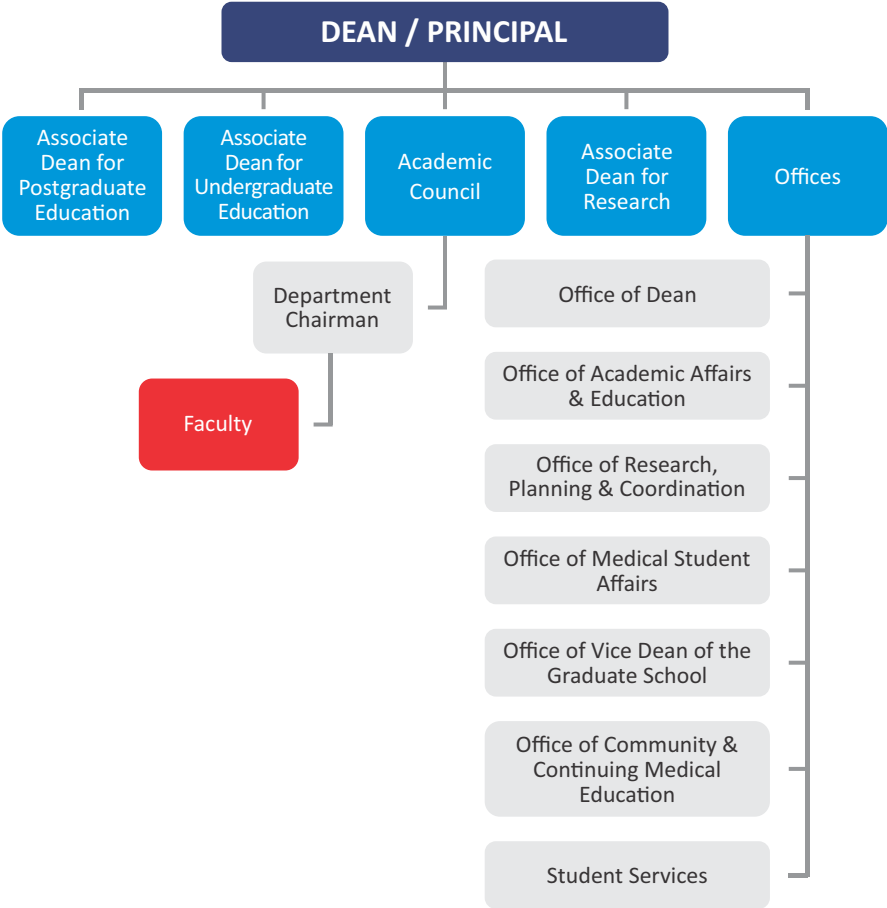 DEAN / PRINCIPAL
Associate
Dean for
Postgraduate
Education
Associate
Dean for
Undergraduate
Education
Academic
Council
Associate
Dean for
Research
Offices
Department
Chairman
Faculty
Office of Dean
Office of Academic Affairs
& Education
Office of Research,
Planning & Coordination
Office of Medical Student
Affairs
Office of Vice Dean of the
Graduate School
Office of Community &
Continuing Medical
Education
Student Services